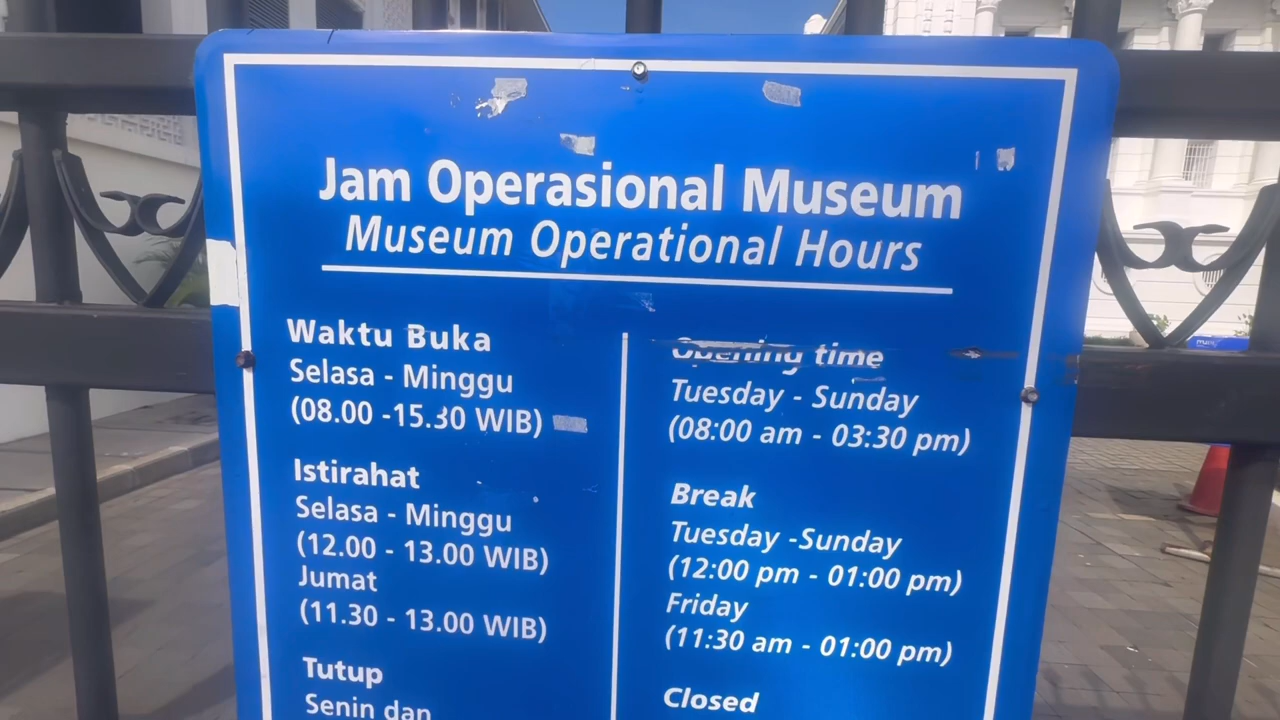 Jam Operasional Museum
Museum Operational Hours
Waktu Buka
Selasa - Minggu
(08.00 -15.30 WIB)
Istirahat
Selasa - Minggu
(12.00 - 13.00 WIB)
Jumat
(11.30 - 13.00 WIB)
Tutup
Senin dan
Opening time
Tuesday - Sunday
(08:00 am - 03:30 pm)
Break
Tuesday -Sunday
(12:00 pm - 01:00 pm)
Friday
(11:30 am - 01:00 pm)
Closed